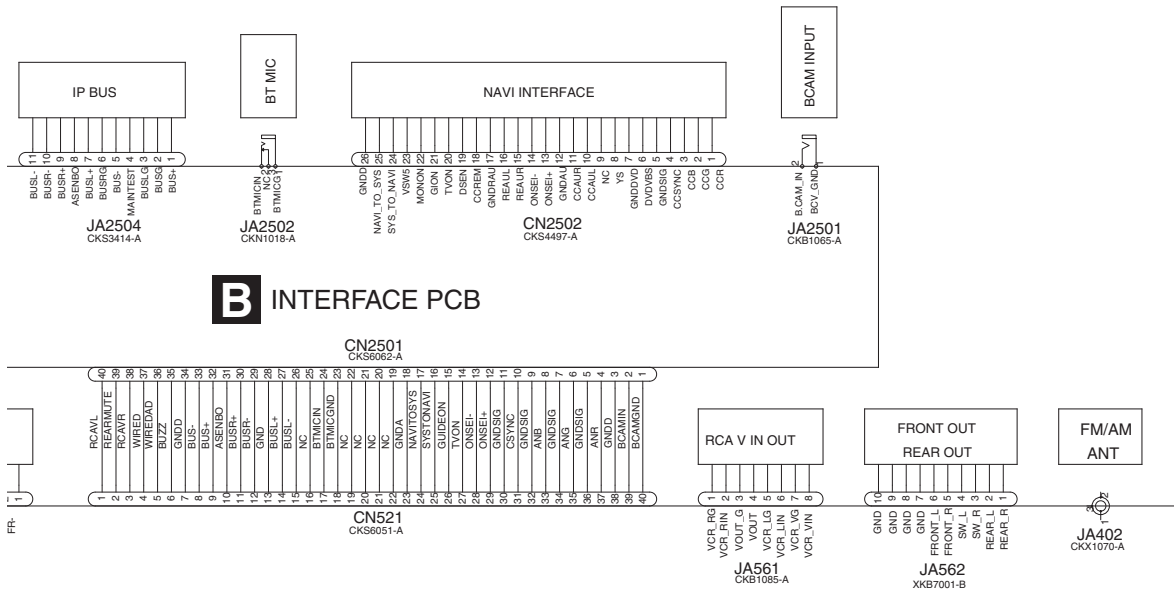 IP BUS
BT MIC
NAVI INTERFACE
BCAM INPUT
11 BUSL-
10 BUSR-
9 BUSR+
8 ASENBO
7 BUSL+
6 BUSRG
5 BUS-
4 MAINTEST
3 BUSLG
2 BUSG
1 BUS+
JA2504
CKS3414-A
BTMICIN
NC 2
BTMICG 1
JA2502
CKN1018-A
26 GNDD
25 NAVI_TO_SYS
24 SYS_TO_NAVI
23 VSW5
22 MONON
21 GION
20 TVON
19 DSEN
18 CCREM
17 GNDRAU
16 REAUL
15 REAUR
14 ONSEI-
13 ONSEI+
12 GNDAU
11 CCAUR
10 CCAUL
9 NC
8 YS
7 GNDDVD
6 DVDVBS
5 GNDSIG
4 CCSYNC
3 CCB
2 CCG
1 CCR
CN2502
CKS4497-A
B.CAM_IN 2
BCV_GND 1
JA2501
CKB1065-A
B INTERFACE PCB
CN2501
CKS6062-A
40 RCAVL 1
39 REARMUTE 2
38 RCAVR 3
37 WIRED 4
36 WIREDAD 5
35 BUZZ 6
34 GNDD 7
33 BUS- 8
32 BUS+ 9
31 ASENBO 10
30 BUSR+ 11
29 BUSR- 12
28 GND 13
27 BUSL+ 14
26 BUSL- 15
25 NC 16
24 BTMICIN 17
23 BTMICGND 18
22 NC 19
21 NC 20
20 NC 21
19 NC 22
18 GNDA 23
17 NAVITOSYS 24
16 SYSTONAVI 25
15 GUIDEON 26
14 TVON 27
13 ONSEI- 28
12 ONSEI+ 29
11 GNDSIG 30
10 CSYNC 31
9 GNDSIG 32
8 ANB 33
7 GNDSIG 34
6 ANG 35
5 GNDSIG 36
4 ANR 37
3 GNDD 38
2 BCAMIN 39
1 BCAMGND 40
CN521
CKS6051-A
1
FR-
RCA V IN OUT
1 VCR_RG
2 VCR_RIN
3 VOUT_G
4 VOUT
5 VCR_LG
6 VCR_LIN
7 VCR_VG
8 VCR_VIN
JA561
CKB1085-A
FRONT OUT
REAR OUT
10 GND
9 GND
8 GND
7 GND
6 FRONT_L
5 FRONT_R
4 SW_L
3 SW_R
2 REAR_L
1 REAR_R
JA562
XKB7001-B
FM/AM
ANT
3 2
1
JA402
CKX1070-A